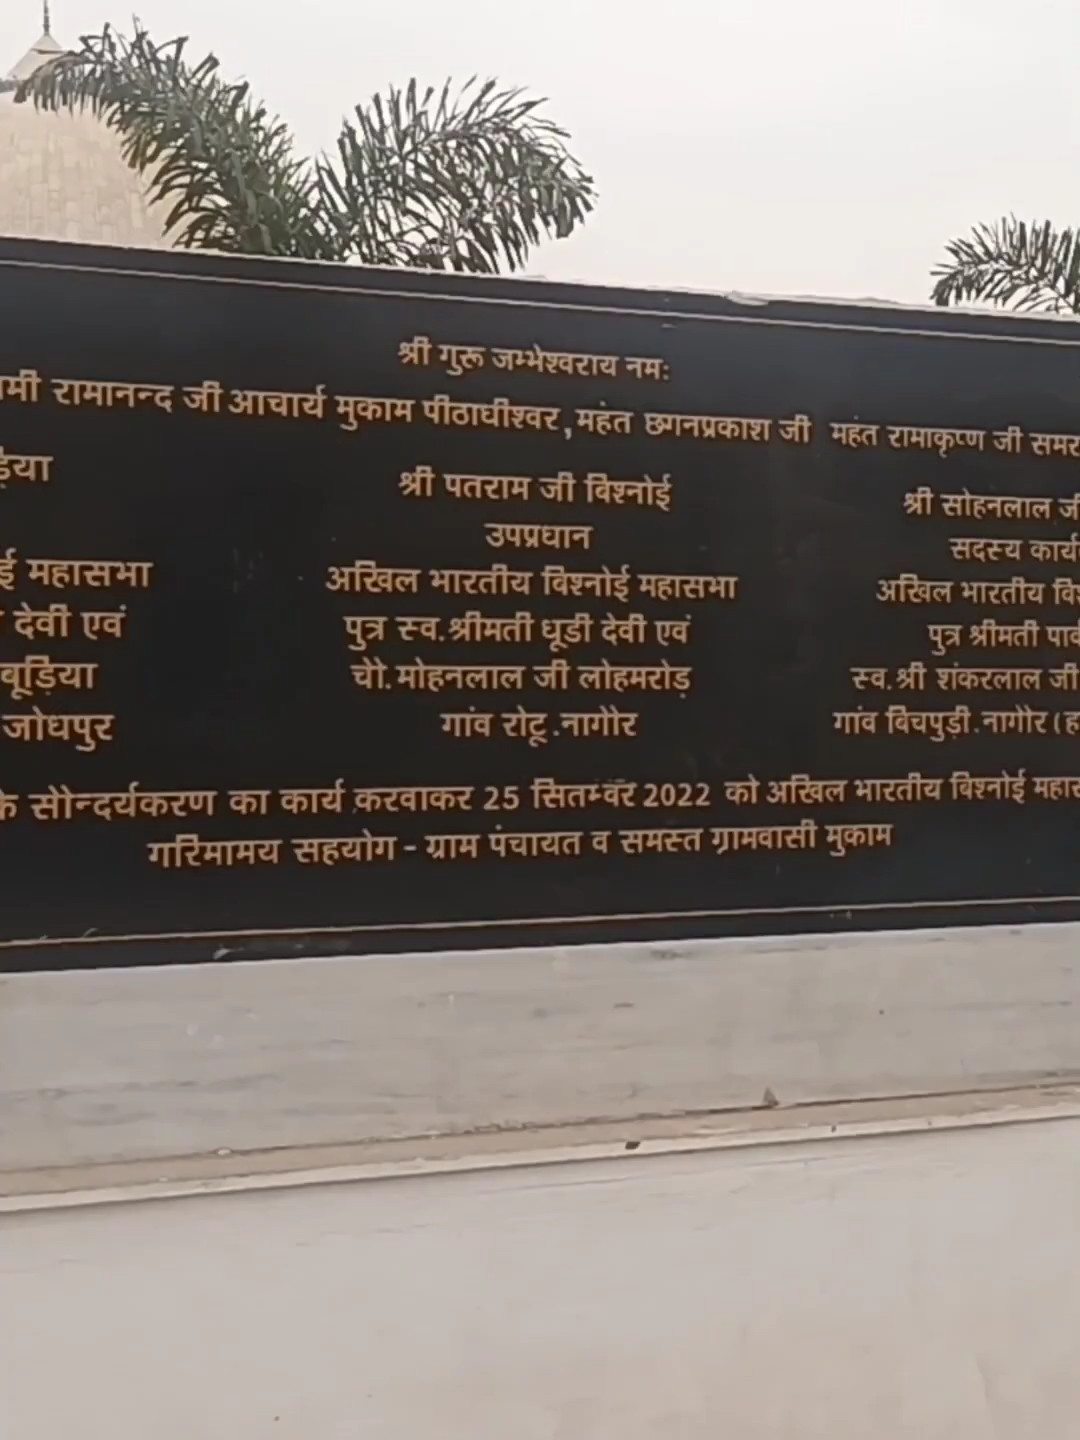 श्री गुरू जम्भेश्वराय नमः
रामानन्द जी आचार्य मुकाम पीठाधीश्वर, महंत छगनप्रकाश जी महंत रामाकृष्ण जी
श्री पतराम जी बिश्नोई श्री सोहनलाल
उपप्रधान सदस्य
महासभा अखिल भारतीय बिश्नोई महासभा अखिल भारतीय
देवी एवं पुत्र स्व.श्रीमती धूडी देवी एवं पुत्र श्रीमती
बूड़िया चौ.मोहनलाल जी लोहमरोड़ स्व.श्री शंकरलाल जी
जोधपुर गांव रोटू.नागौर गांव बिचपुड़ी.नागौर
के सौन्दर्यकरण का कार्य करवाकर 25 सितम्बर 2022 को अखिल भारतीय बिश्नोई
गरिमामय सहयोग - ग्राम पंचायत व समस्त ग्रामवासी मुकाम